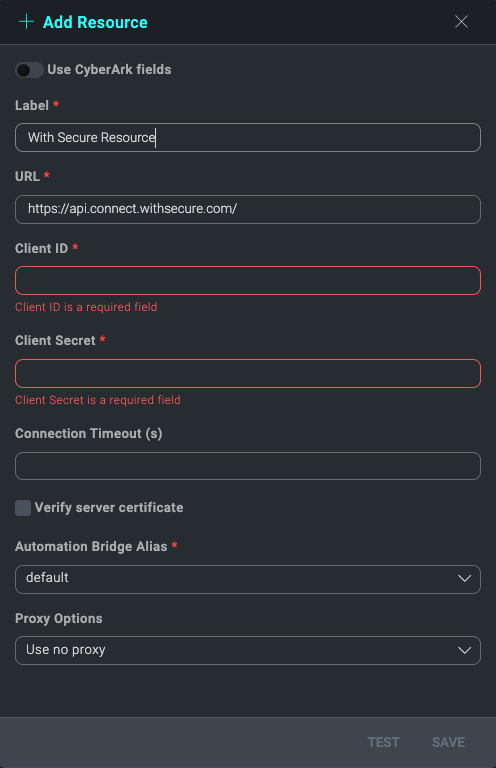 Add Resource
Use CyberArk fields
Label *
With Secure Resource
URL *
https://api.connect.withsecure.com/
Client ID *
Client ID is a required field
Client Secret *
Client Secret is a required field
Connection Timeout (s)
Verify server certificate
Automation Bridge Alias *
default
Proxy Options
Use no proxy
TEST SAVE